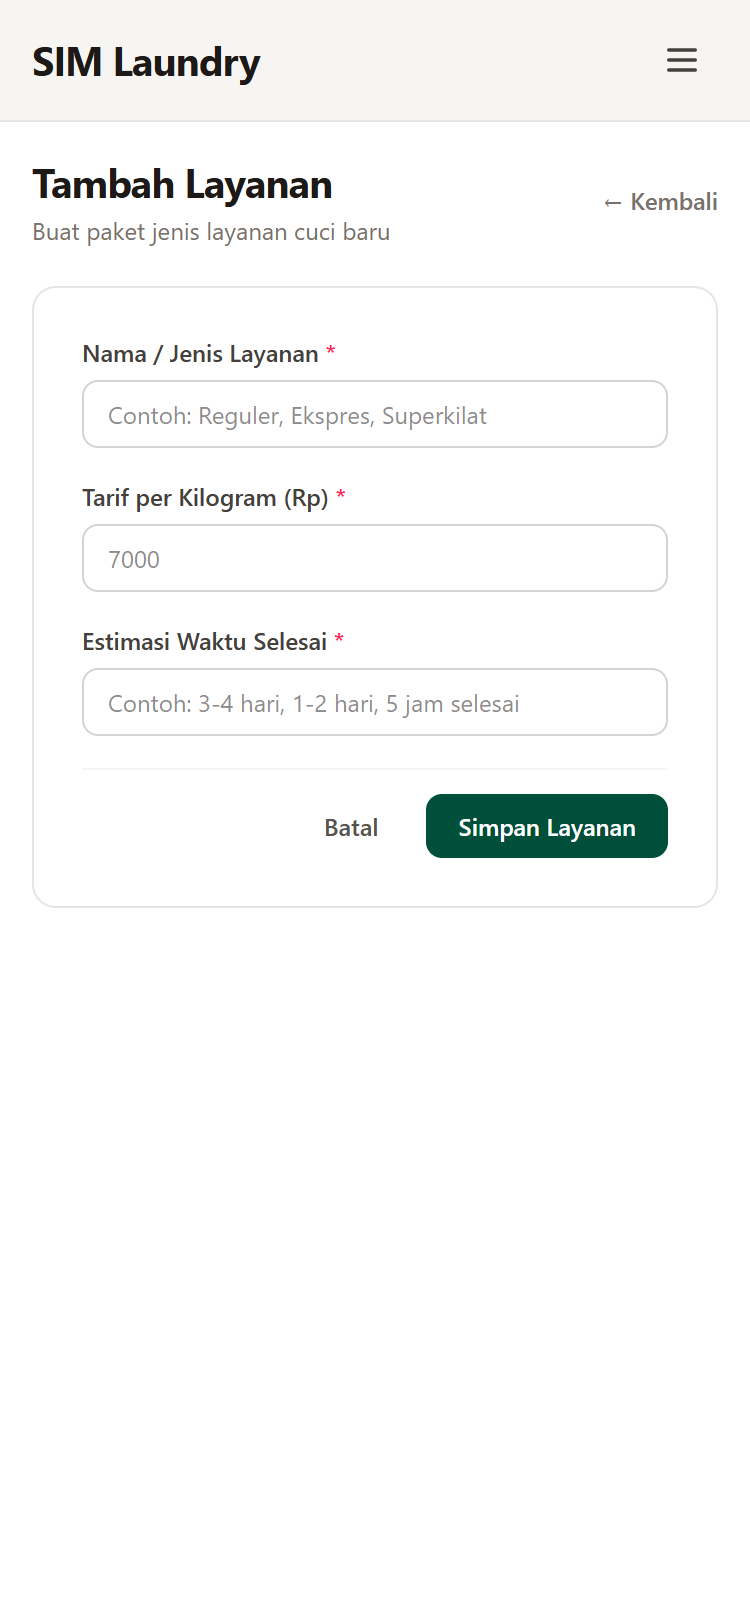 SIM Laundry
Tambah Layanan
← Kembali
Buat paket jenis layanan cuci baru
Nama / Jenis Layanan *
Contoh: Reguler, Ekspres, Superkilat
Tarif per Kilogram (Rp) *
7000
Estimasi Waktu Selesai *
Contoh: 3-4 hari, 1-2 hari, 5 jam selesai
Batal
Simpan Layanan